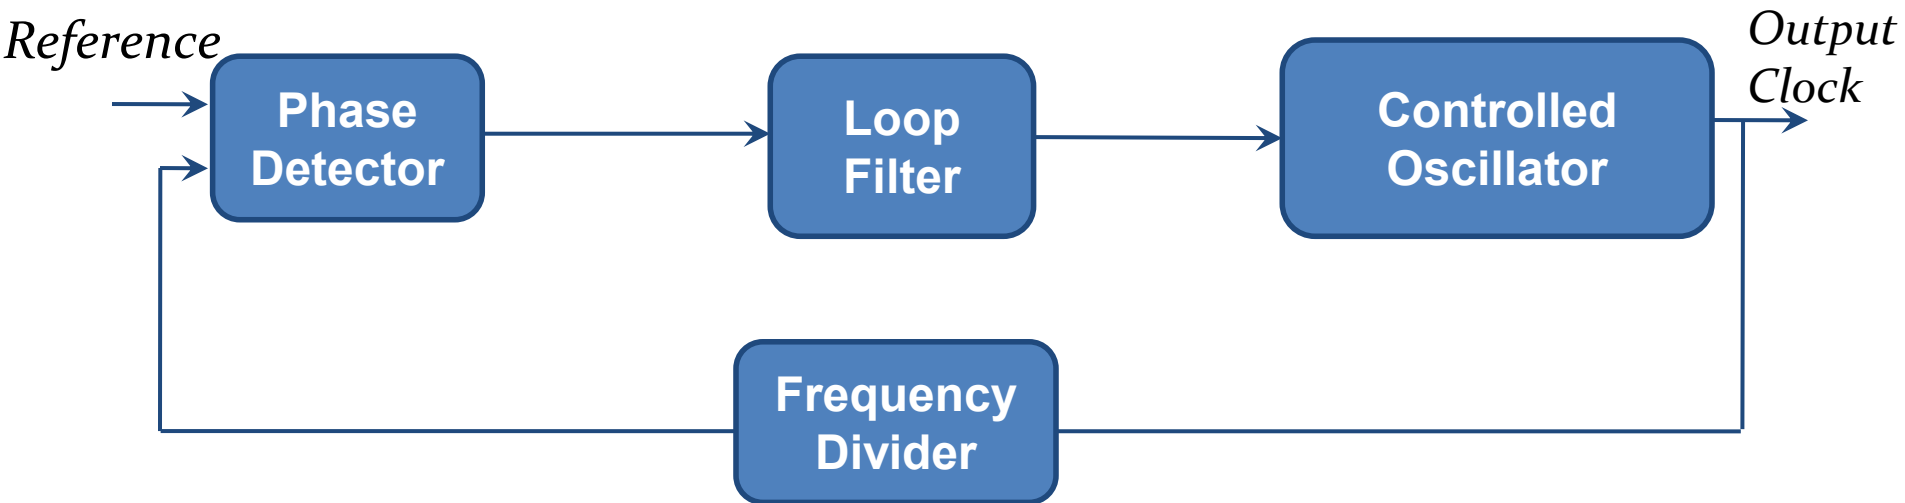 Reference
Phase
Detector
Loop
Filter
Controlled
Oscillator
Output
Clock
Frequency
Divider